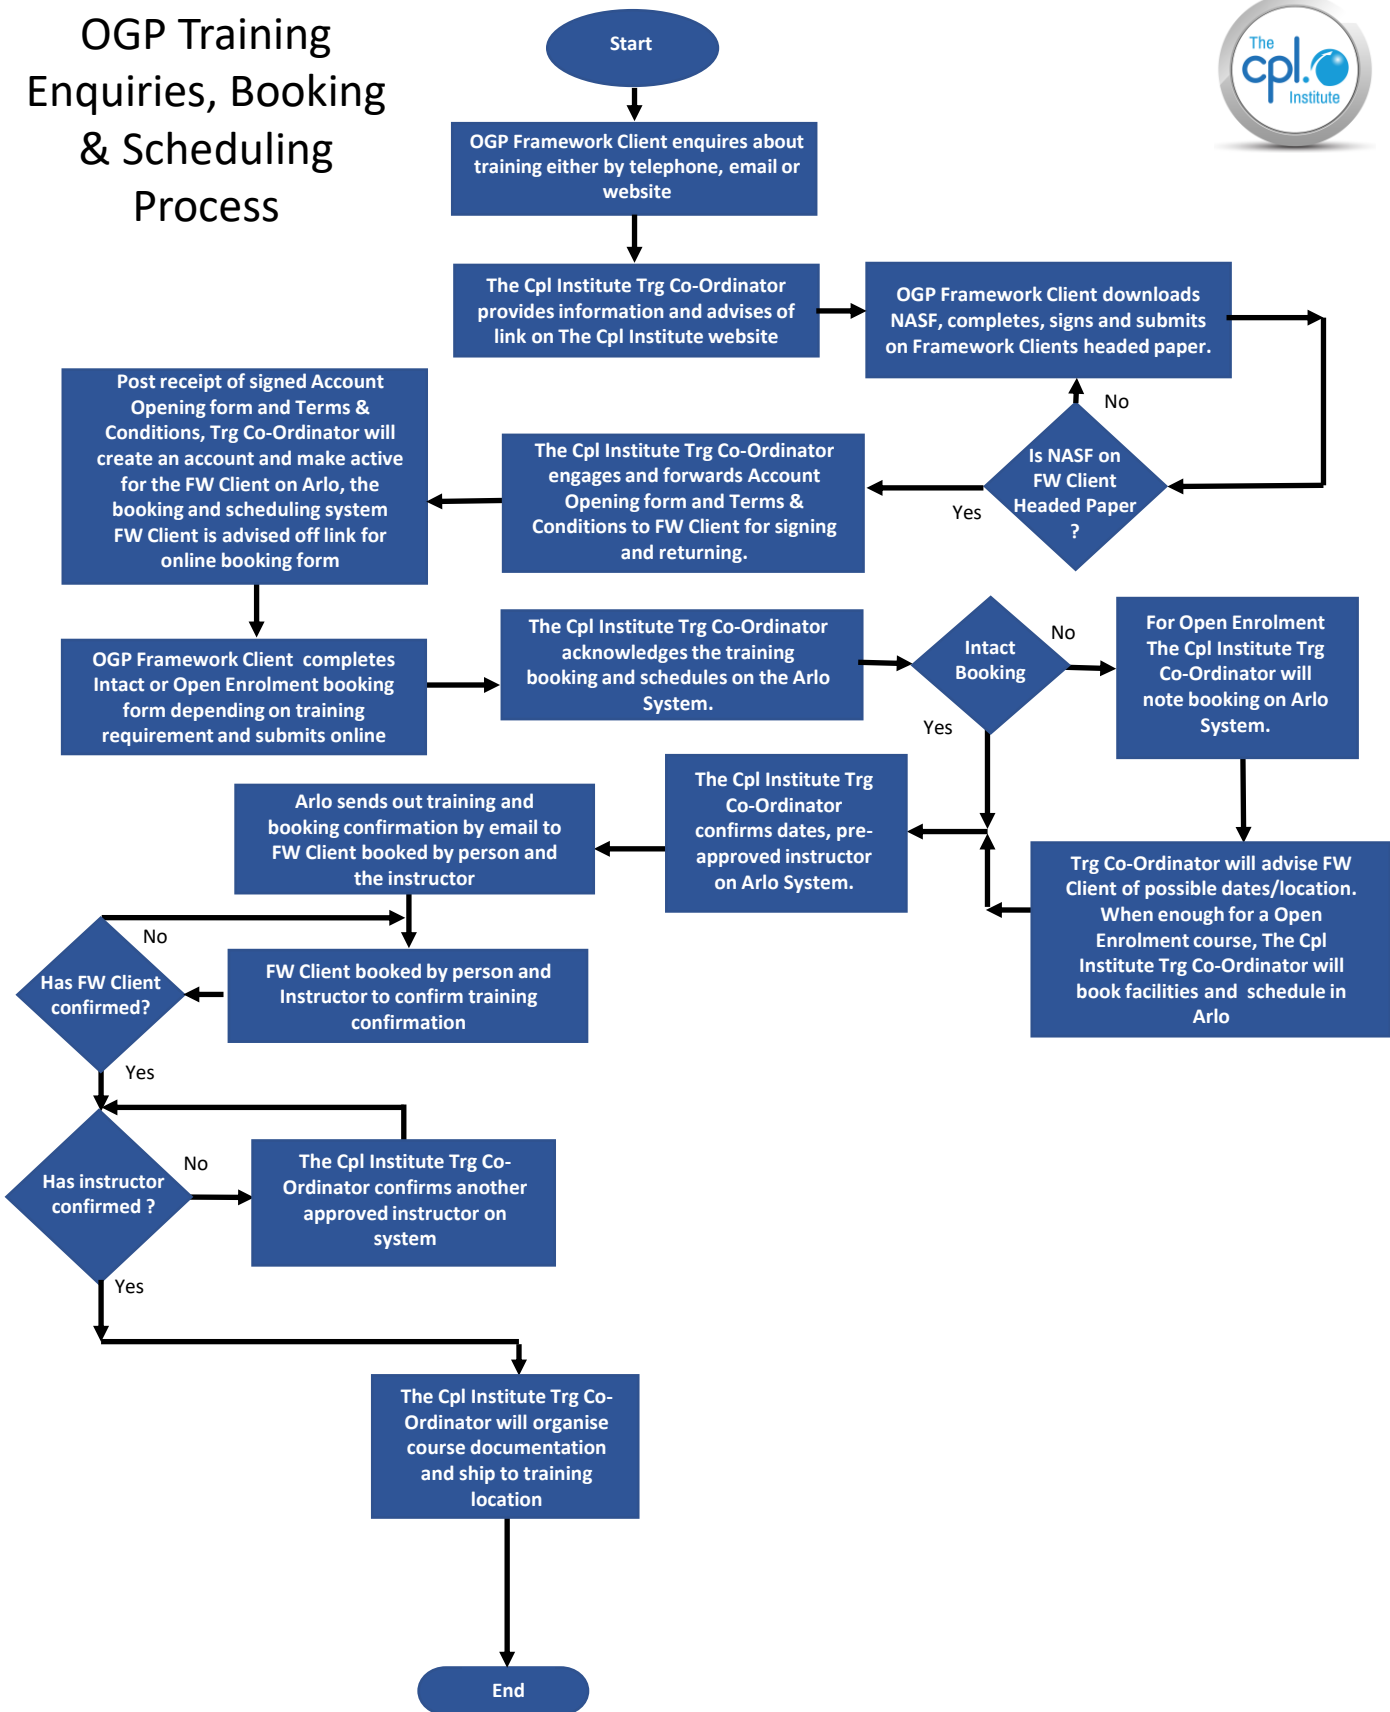 OGP Training
Enquiries, Booking
& Scheduling
Process
Start
The
cpl.
Institute
OGP Framework Client enquires about
training either by telephone, email or
website
The Cpl Institute Trg Co-Ordinator
provides information and advises of
link on The Cpl Institute website
OGP Framework Client downloads
NASF, completes, signs and submits
on Framework Clients headed paper.
No
Is NASF on
FW Client
Headed Paper
?
Yes
The Cpl Institute Trg Co-Ordinator
engages and forwards Account
Opening form and Terms &
Conditions to FW Client for signing
and returning.
Post receipt of signed Account
Opening form and Terms &
Conditions, Trg Co-Ordinator will
create an account and make active
for the FW Client on Arlo, the
booking and scheduling system
FW Client is advised off link for
online booking form
OGP Framework Client completes
Intact or Open Enrolment booking
form depending on training
requirement and submits online
The Cpl Institute Trg Co-Ordinator
acknowledges the training
booking and schedules on the Arlo
System.
Intact
Booking
No
Yes
For Open Enrolment
The Cpl Institute Trg
Co-Ordinator will
note booking on Arlo
System.
Trg Co-Ordinator will advise FW
Client of possible dates/location.
When enough for a Open
Enrolment course, The Cpl
Institute Trg Co-Ordinator will
book facilities and schedule in
Arlo
The Cpl Institute Trg
Co-Ordinator
confirms dates, pre-
approved instructor
on Arlo System.
Arlo sends out training and
booking confirmation by email to
FW Client booked by person and
the instructor
FW Client booked by person and
Instructor to confirm training
confirmation
No
Has FW Client
confirmed?
Yes
Has instructor
confirmed ?
No
The Cpl Institute Trg Co-
Ordinator confirms another
approved instructor on
system
Yes
The Cpl Institute Trg Co-
Ordinator will organise
course documentation
and ship to training
location
End